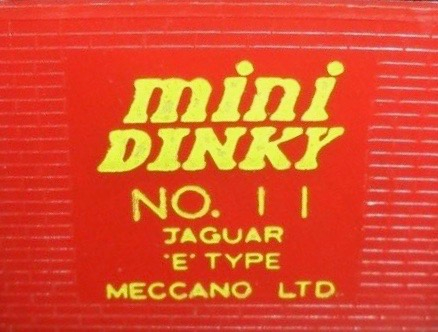 mini
DINKY
NO. 11
JAGUAR
'E' TYPE
MECCANO LTD